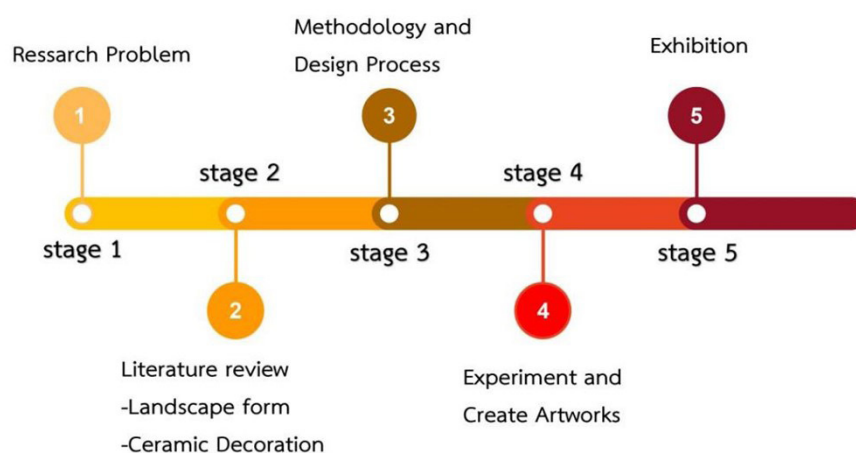 Ressarch Problem
1
stage 1
stage 2
2
Literature review
-Landscape form
-Ceramic Decoration
Methodology and
Design Process
3
stage 3
stage 4
4
Experiment and
Create Artworks
Exhibition
5
stage 5